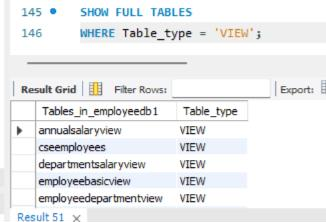 145 SHOW FULL TABLES
146 WHERE Table_type = 'VIEW';
Result Grid Filter Rows: Export:
Tables_in_employeedb1 Table_type
annualsalaryview VIEW
cseemployees VIEW
departmentsalaryview VIEW
employeebasicview VIEW
employeedepartmentview VIEW
Result 51 ×